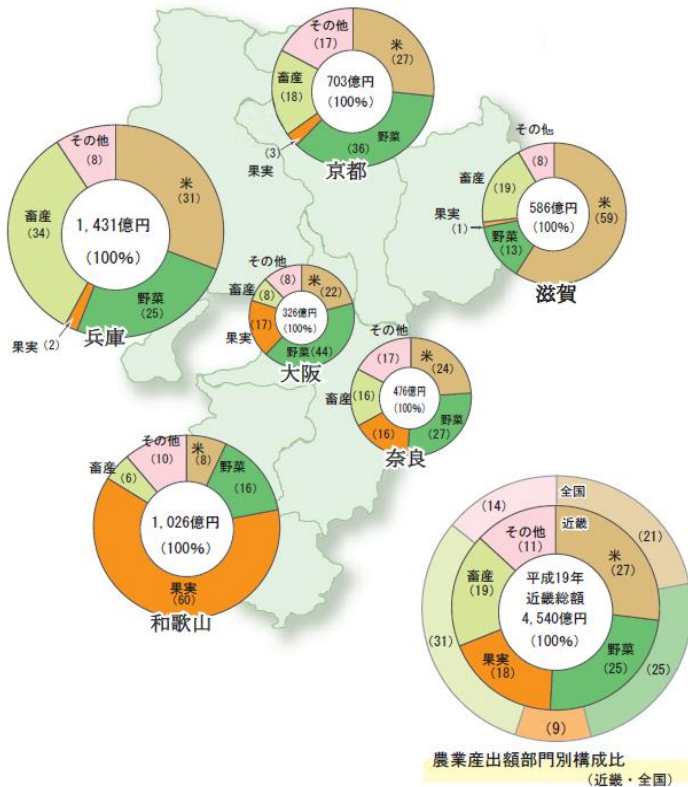 その他
(17)
米
(27)
畜産
(18)
703億円
(100%)
(3)
果実
野菜
(36)
京都
その他
(8)
米
(31)
畜産
(34)
1,431億円
(100%)
野菜
(25)
果実(2)
兵庫
その他
(8)
畜産
(19)
米
(59)
586億円
(100%)
果実
(1)
野菜
(13)
滋賀
その他
(8)
米
(22)
畜産
(8)
326億円
(100%)
果実
(17)
野菜(44)
大阪
その他
(17)
米
(24)
畜産
(16)
476億円
(100%)
(16)
野菜
(27)
奈良
その他
(10)
米
(8)
畜産
(6)
野菜
(16)
1,026億円
(100%)
果実
(60)
和歌山
全国
(14)
(21)
近畿
その他
(11)
米
(27)
畜産
(19)
平成19年
近畿総額
4,540億円
(100%)
(31)
果実
(18)
野菜
(25)
(25)
(9)
農業産出額部門別構成比
(近畿・全国)